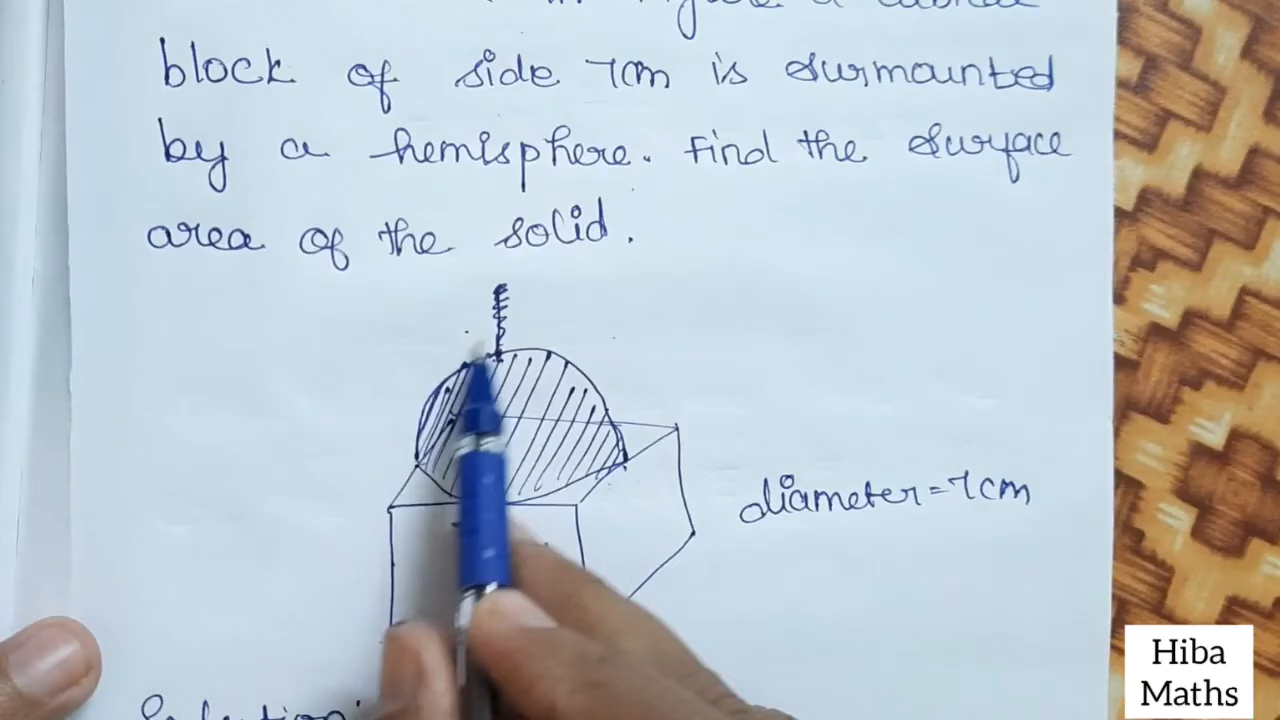 block of side 7cm is surmounted
by a hemisphere. Find the surface
area of the solid.
diameter = 7cm
Hiba
Maths